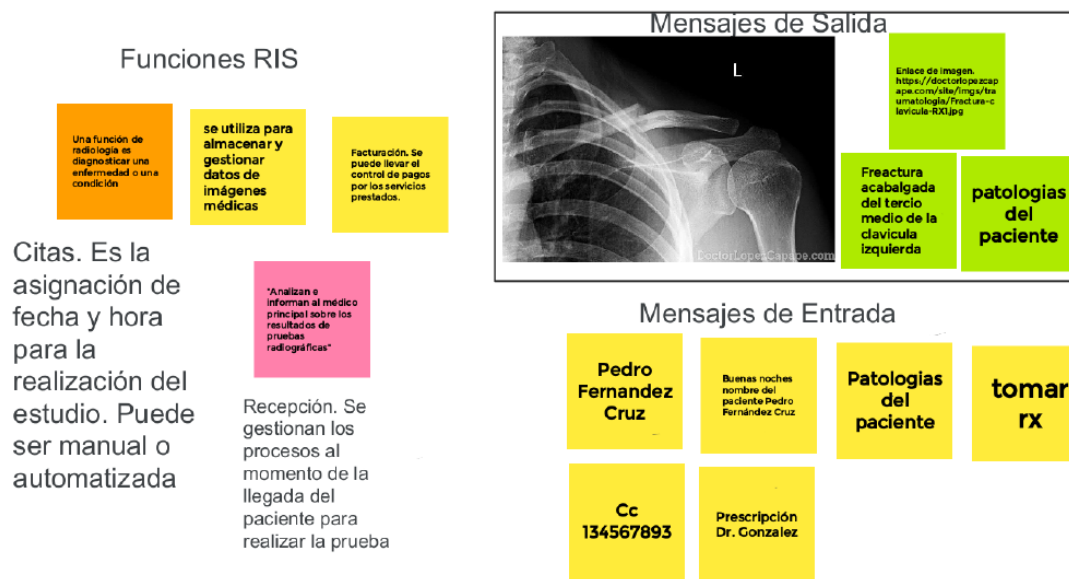 Funciones RIS
Una función de
radiología es
diagnosticar una
enfermedad o una
condición
se utiliza para
almacenar y
gestionar
datos de
imágenes
médicas
Facturación. Se
puede llevar el
control de pagos
por los servicios
prestados.
Citas. Es la
asignación de
fecha y hora
para la
realización del
estudio. Puede
ser manual o
automatizada
"Analizan e
informan al médico
principal sobre los
resultados de
pruebas
radiográficas"
Recepción. Se
gestionan los
procesos al
momento de la
llegada del
paciente para
realizar la prueba
Mensajes de Salida
L
DoctorLopezCapape.com
Enlace de imagen.
https://doctorlopezcap
ape.com/site/imgs/tra
umatologia/Fractura-c
lavicula-RX1.jpg
Freactura
acabalgada
del tercio
medio de la
clavicula
izquierda
patologias
del
paciente
Mensajes de Entrada
Pedro
Fernandez
Cruz
Buenas noches
nombre del
paciente Pedro
Fernández Cruz
Patologias
del
paciente
tomar
rx
Cc
134567893
Prescripción
Dr. Gonzalez